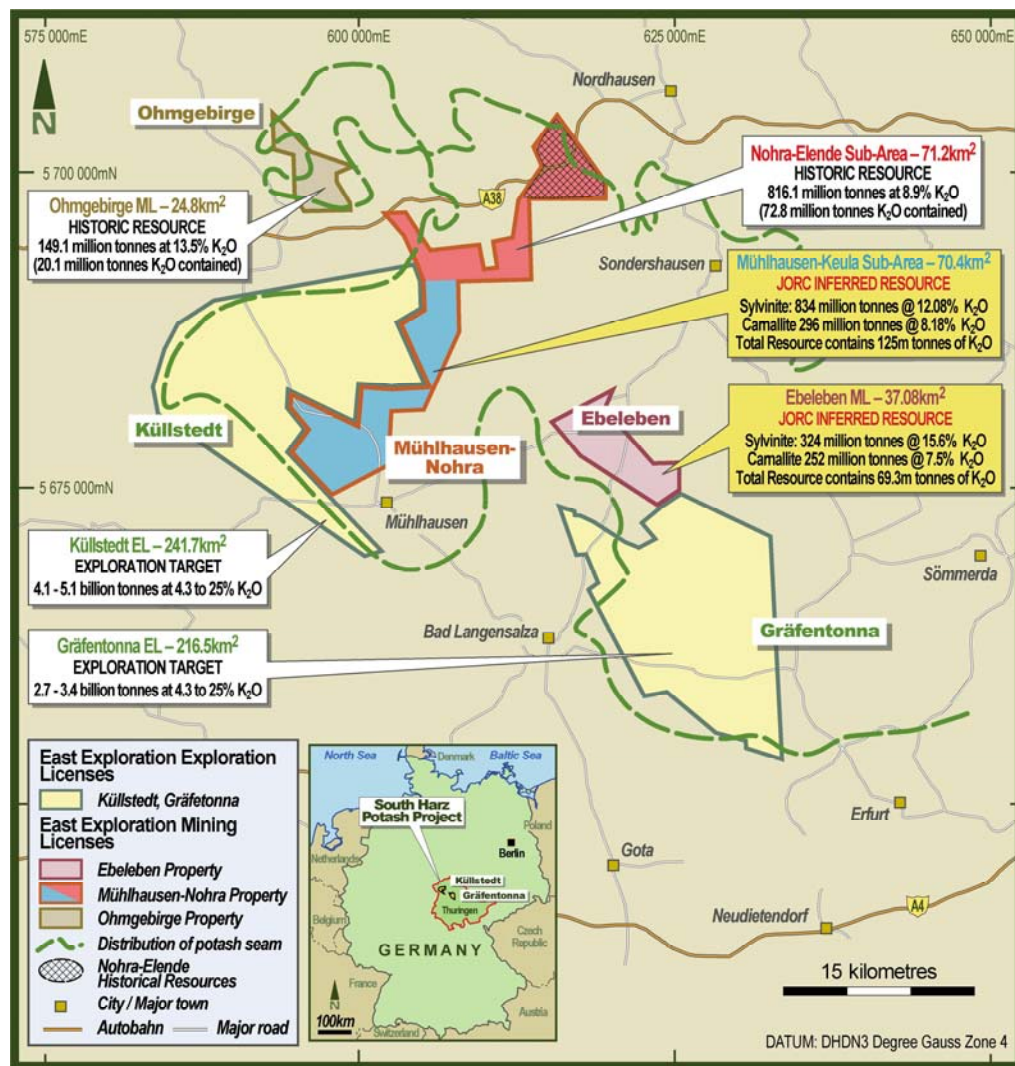 575 000mE
600 000mE
625 000mE
650 000mE
N
Nordhausen
Ohmgebirge
5 700 000mN
A38
Nohra-Elende Sub-Area – 71.2km²
HISTORIC RESOURCE
816.1 million tonnes at 8.9% K₂O
(72.8 million tonnes K₂O contained)
Ohmgebirge ML – 24.8km²
HISTORIC RESOURCE
149.1 million tonnes at 13.5% K₂O
(20.1 million tonnes K₂O contained)
Sondershausen
Mühlhausen-Keula Sub-Area – 70.4km²
JORC INFERRED RESOURCE
Sylvinite: 834 million tonnes @ 12.08% K₂O
Carnallite 296 million tonnes @ 8.18% K₂O
Total Resource contains 125m tonnes of K₂O
Küllstedt
Ebeleben
Mühlhausen-
Nohra
Ebeleben ML – 37.08km²
JORC INFERRED RESOURCE
Sylvinite: 324 million tonnes @ 15.6% K₂O
Carnallite 252 million tonnes @ 7.5% K₂O
Total Resource contains 69.3m tonnes of K₂O
5 675 000mN
Mühlhausen
Küllstedt EL – 241.7km²
EXPLORATION TARGET
4.1 - 5.1 billion tonnes at 4.3 to 25% K₂O
Sömmerda
Bad Langensalza
Gräfentonna
Gräfentonna EL – 216.5km²
EXPLORATION TARGET
2.7 - 3.4 billion tonnes at 4.3 to 25% K₂O
East Exploration Exploration
Licenses
Küllstedt, Gräfetonna
East Exploration Mining
Licenses
Ebeleben Property
Mühlhausen-Nohra Property
Ohmgebirge Property
Distribution of potash seam
Nohra-Elende
Historical Resources
City / Major town
Autobahn
Major road
North Sea
Baltic Sea
Denmark
South Harz
Potash Project
Poland
Berlin
Netherlands
Küllstedt
Gräfentonna
Thuringen
Belgium
GERMANY
Czech
Republic
France
Austria
N
100km
Switzerland
Erfurt
Gota
Neudietendorf
A4
15 kilometres
DATUM: DHDN3 Degree Gauss Zone 4